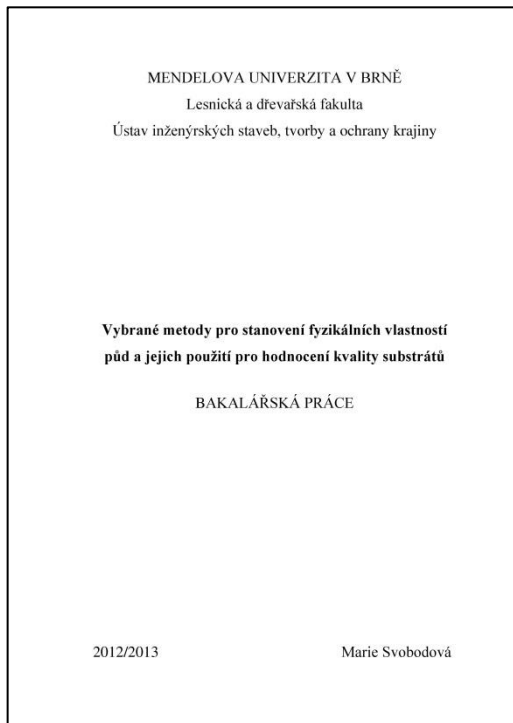 MENDELOVA UNIVERZITA V BRNĚ
Lesnická a dřevařská fakulta
Ústav inženýrských staveb, tvorby a ochrany krajiny
Vybrané metody pro stanovení fyzikálních vlastností
půd a jejich použití pro hodnocení kvality substrátů
BAKALÁŘSKÁ PRÁCE
2012/2013 Marie Svobodová